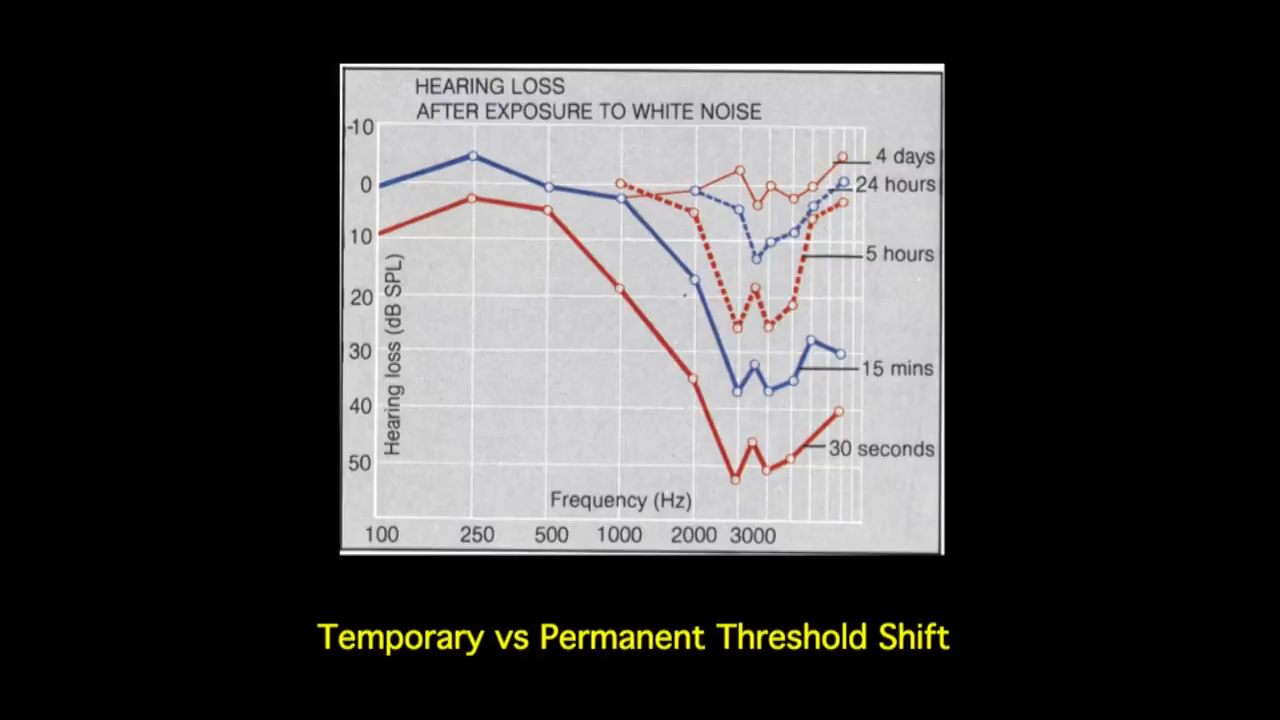 HEARING LOSS
AFTER EXPOSURE TO WHITE NOISE
-10
0
10
20
30
40
50
Hearing loss (dB SPL)
4 days
24 hours
5 hours
15 mins
30 seconds
Frequency (Hz)
100 250 500 1000 2000 3000
Temporary vs Permanent Threshold Shift